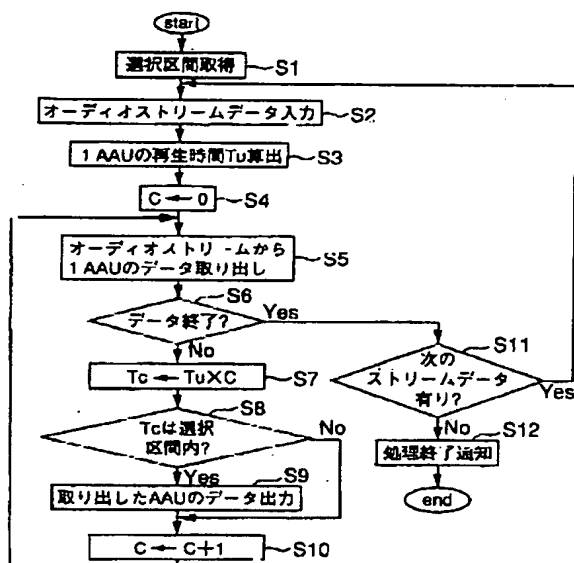 start
選択区間取得
S1
オーディオストリームデータ入力
S2
1 AAUの再生時間Tu算出
S3
C ← 0
S4
オーディオストリームから
1 AAUのデータ取り出し
S5
S6
データ終了?
Yes
No
Tc ← Tu×C
S7
S8
Tcは選択
区間内?
No
Yes
S9
取り出したAAUのデータ出力
C ← C+1
S10
S11
次の
ストリームデータ
有り?
Yes
No
S12
処理終了通知
end